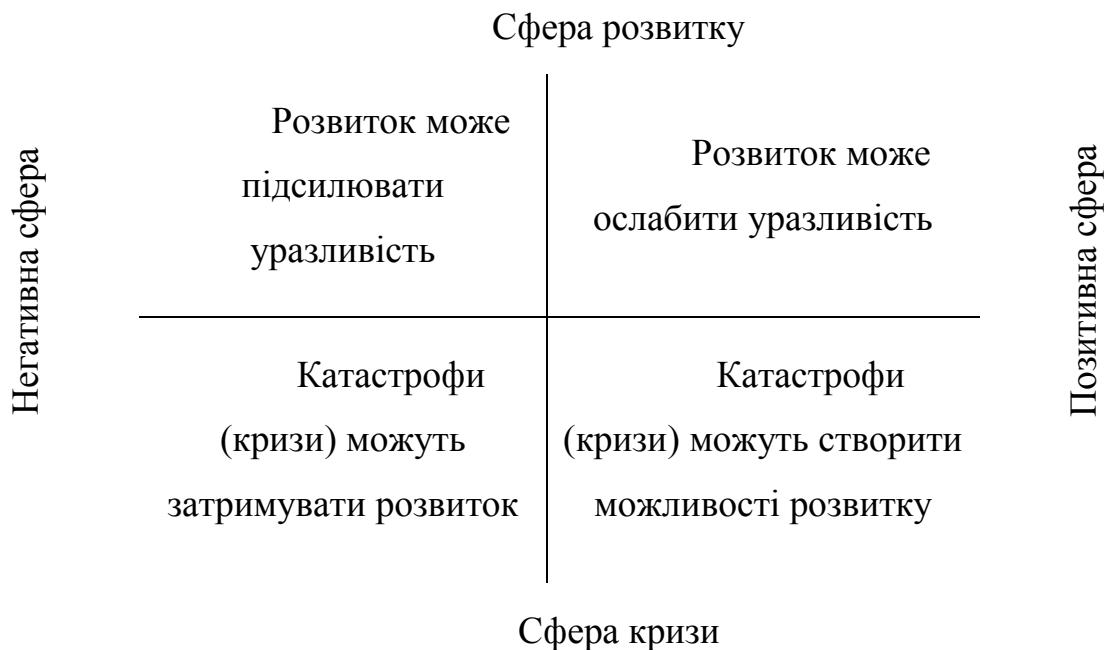 Сфера розвитку
Негативна сфера
Розвиток може
підсилювати
уразливість
Розвиток може
ослабити уразливість
Позитивна сфера
Катастрофи
(кризи) можуть
затримувати розвиток
Катастрофи
(кризи) можуть створити
можливості розвитку
Сфера кризи